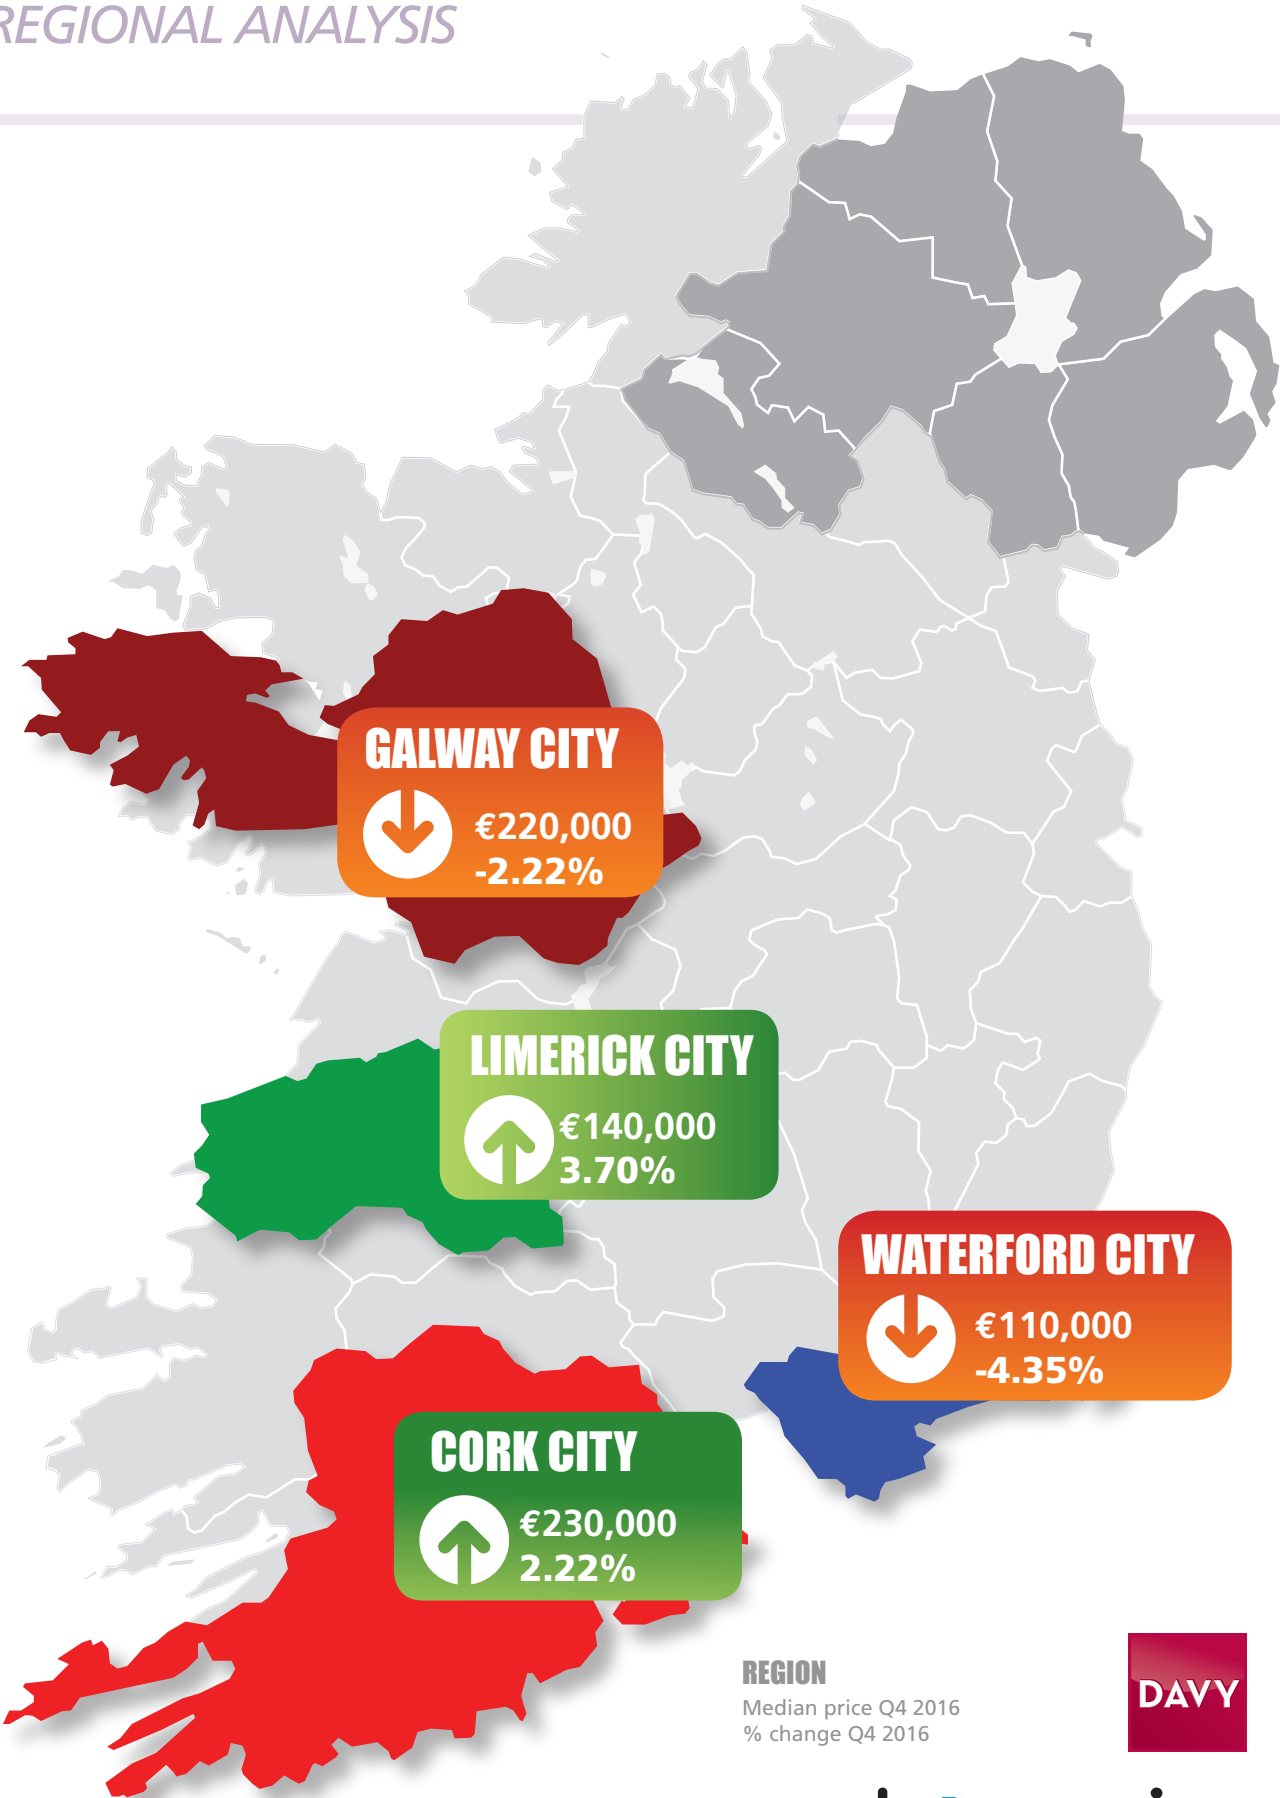 REGIONAL ANALYSIS
GALWAY CITY
€220,000
-2.22%
LIMERICK CITY
€140,000
3.70%
WATERFORD CITY
€110,000
-4.35%
CORK CITY
€230,000
2.22%
REGION
Median price Q4 2016
% change Q4 2016
DAVY